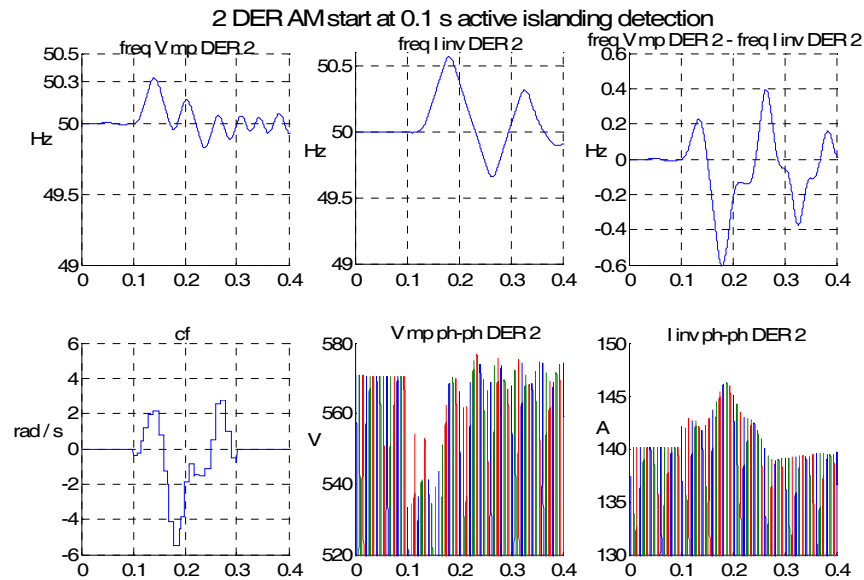 2 DER AM start at 0.1 s active islanding detection
freq V mp DER 2
freq I inv DER 2
freq V mp DER 2 - freq I inv DER 2
50.5
50.3
50
49.5
49
Hz
0 0.1 0.2 0.3 0.4
50.5
50
49.5
49
Hz
0 0.1 0.2 0.3 0.4
0.6
0.4
0.2
0
-0.2
-0.4
-0.6
Hz
0 0.1 0.2 0.3 0.4
cf
6
4
2
0
-2
-4
-6
rad / s
0 0.1 0.2 0.3 0.4
V mp ph-ph DER 2
580
560
540
520
V
0 0.1 0.2 0.3 0.4
I inv ph-ph DER 2
150
145
140
135
130
A
0 0.1 0.2 0.3 0.4